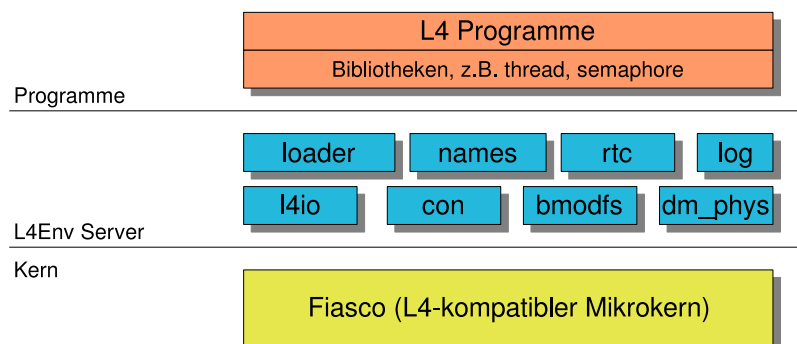 L4 Programme
Bibliotheken, z.B. thread, semaphore
Programme
loader names rtc log
l4io con bmodfs dm_phys
L4Env Server
Kern
Fiasco (L4-kompatibler Mikrokern)